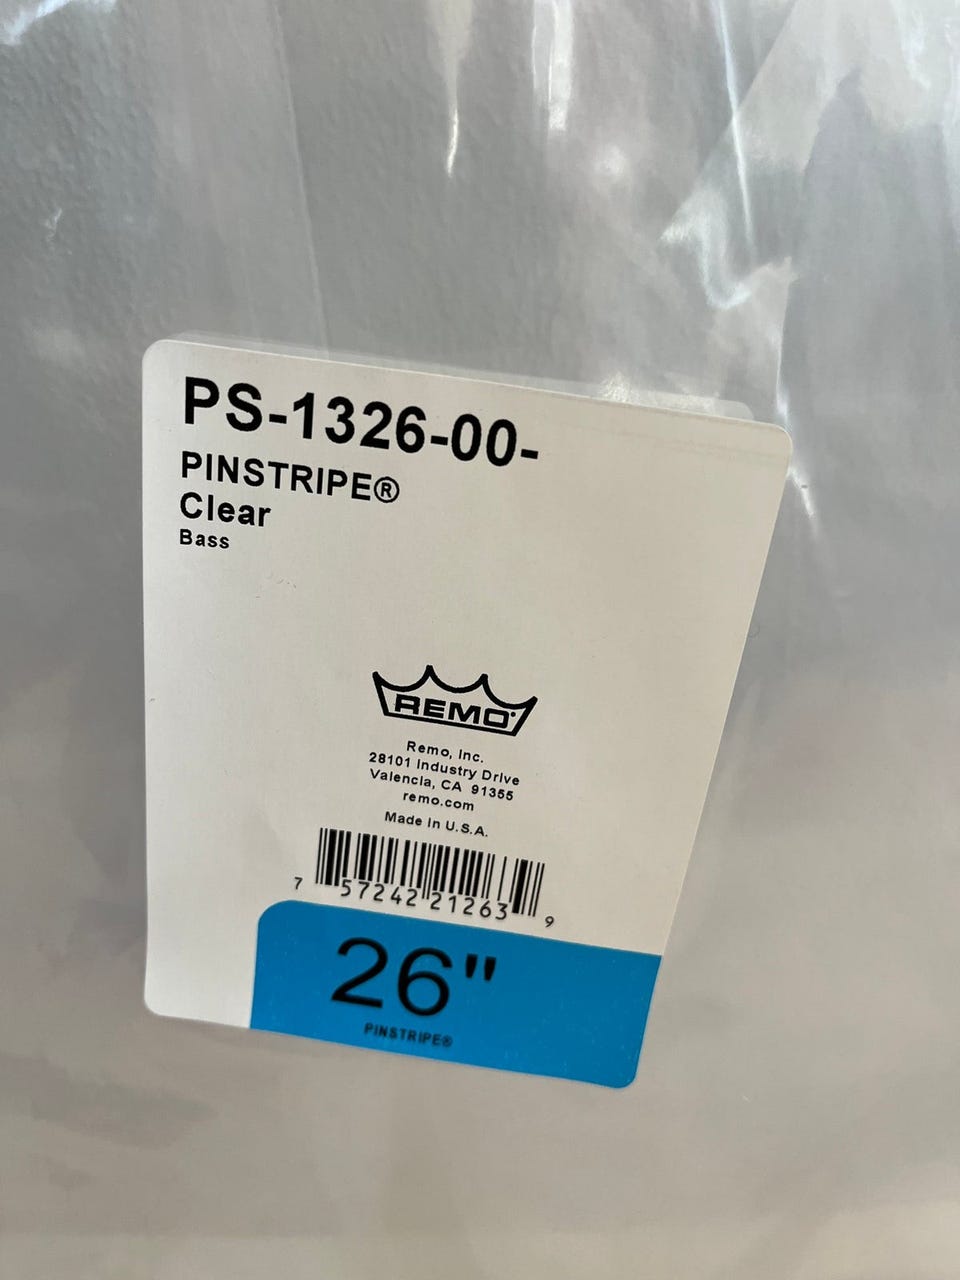 PS-1326-00-
PINSTRIPE®
Clear
Bass
REMO
Remo, Inc.
28101 Industry Drive
Valencia, CA 91355
remo.com
Made in U.S.A.
7 57242 21263 9
26"
PINSTRIPE®